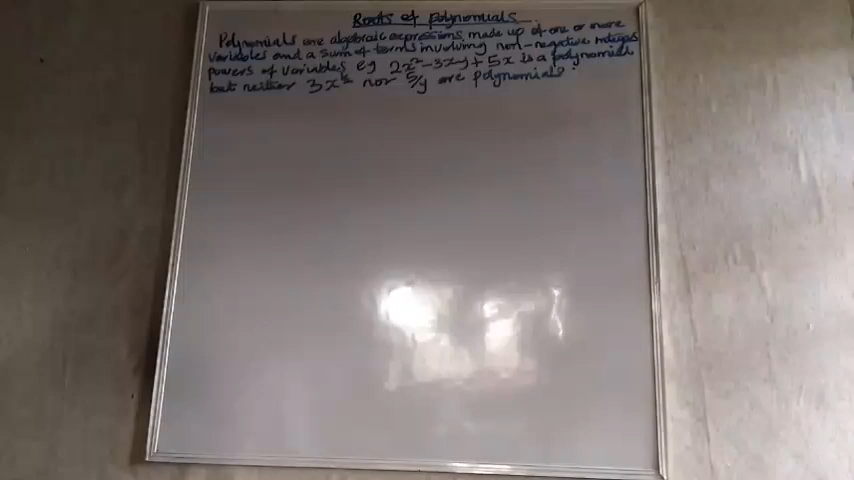 Roots of Polynomials
Polynomials are algebraic expressions made up of one or more
variables and a sum of terms involving non-negative integers
powers of variables eg 2x² - 3xy + 5x is a polynomials
but neither 3x^½ nor 5/y are polynomials.